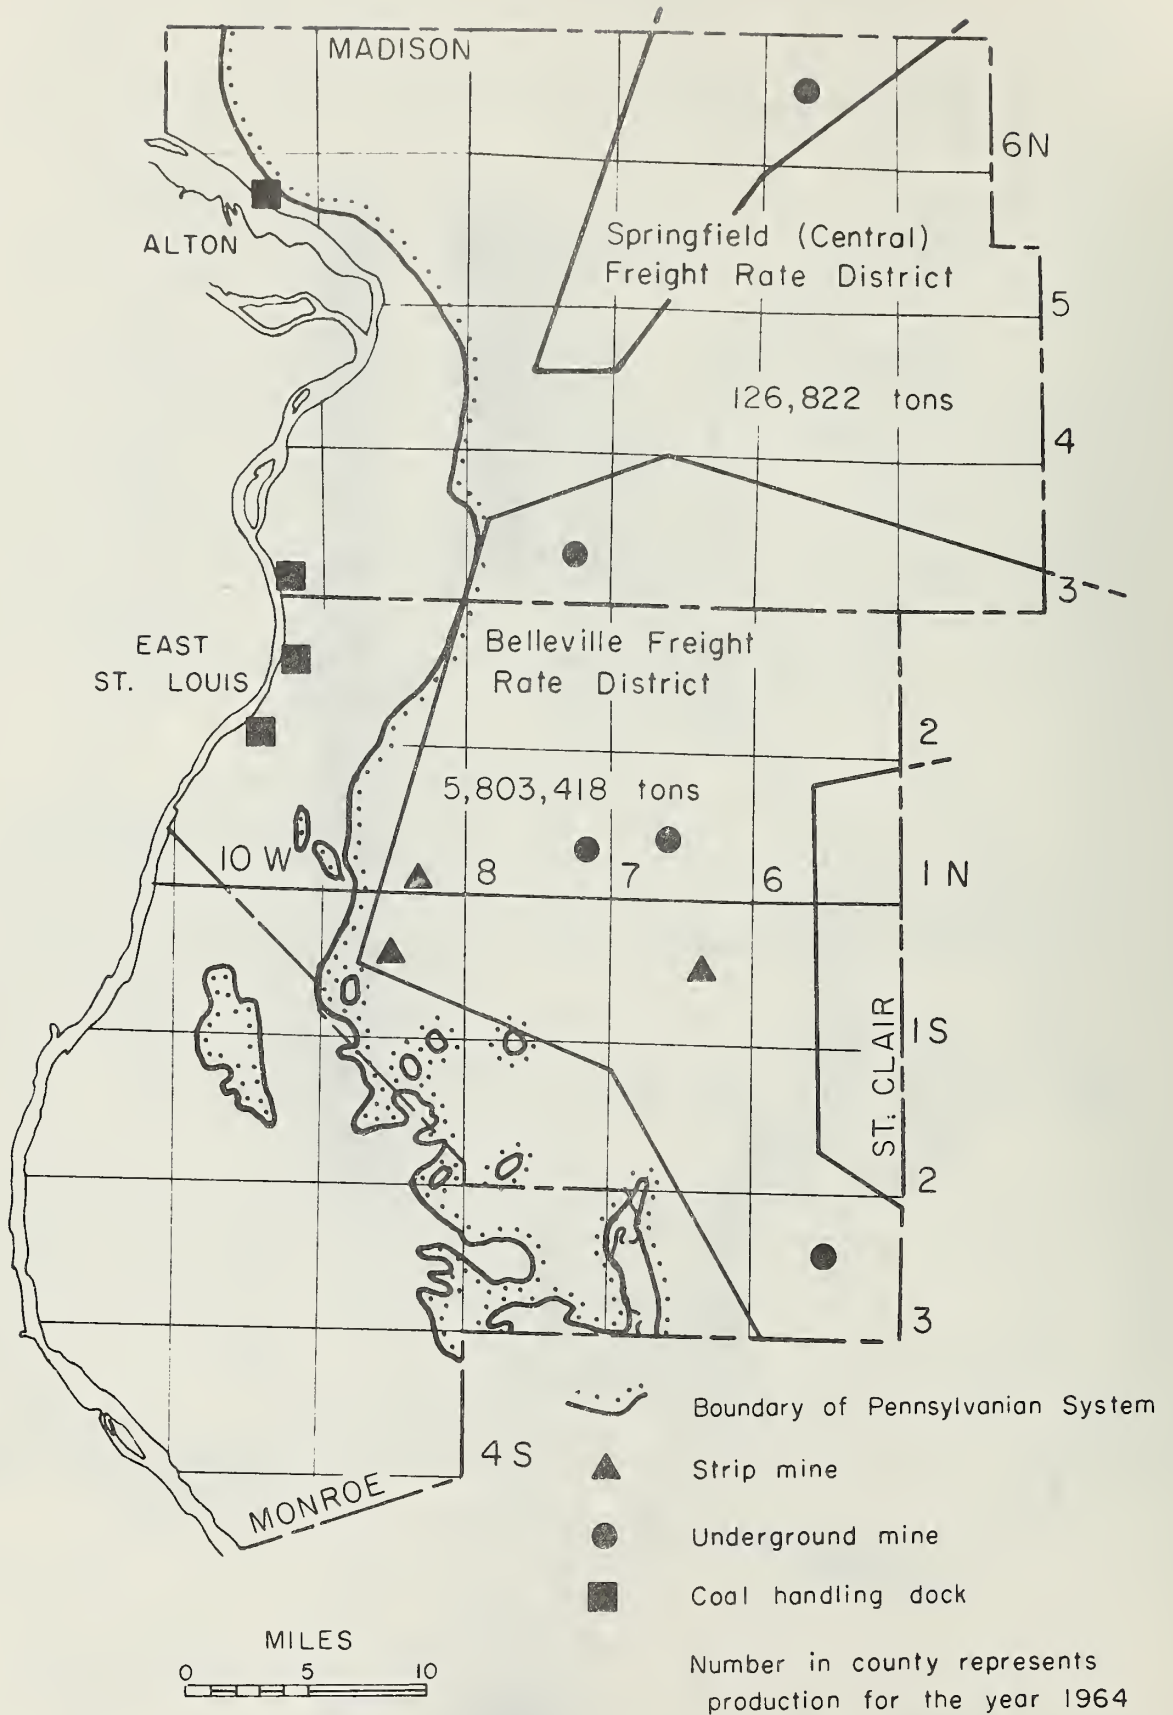 MADISON
6N
ALTON
Springfield (Central)
Freight Rate District
5
126,822 tons
4
3
EAST
ST. LOUIS
Belleville Freight
Rate District
2
5,803,418 tons
10 W
8
7
6
1 N
ST. CLAIR
1S
2
3
Boundary of Pennsylvanian System
4S
Strip mine
MONROE
Underground mine
Coal handling dock
MILES
0 5 10
Number in county represents
production for the year 1964